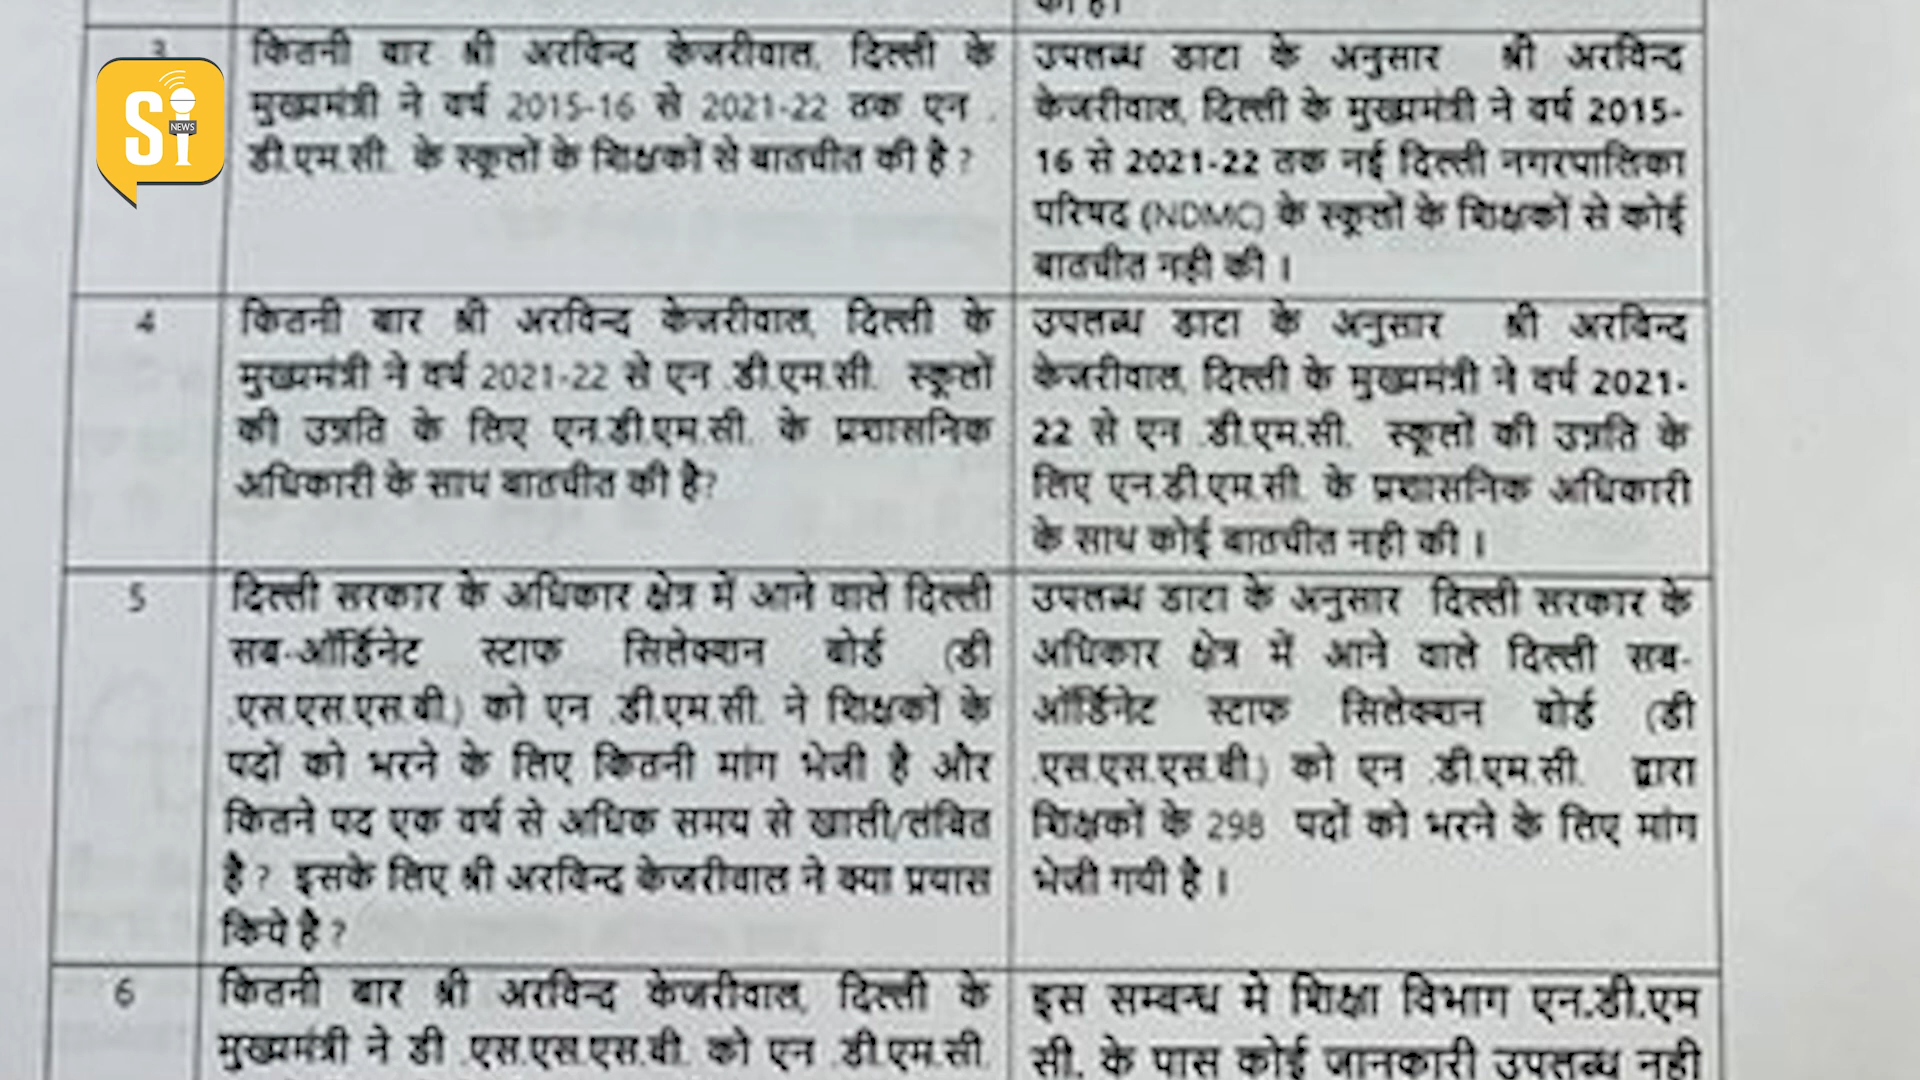 की है।
3
कितनी बार श्री अरविन्द केजरीवाल, दिल्ली के
मुख्यमंत्री ने वर्ष 2015-16 से 2021-22 तक एन .
डी.एम.सी. के स्कूलों के शिक्षकों से बातचीत की है ?
उपलब्ध डाटा के अनुसार श्री अरविन्द
केजरीवाल, दिल्ली के मुख्यमंत्री ने वर्ष 2015-
16 से 2021-22 तक नई दिल्ली नगरपालिका
परिषद (NDMC) के स्कूलों के शिक्षकों से कोई
बातचीत नही की ।
Si
NEWS
4
कितनी बार श्री अरविन्द केजरीवाल, दिल्ली के
मुख्यमंत्री ने वर्ष 2021-22 से एन .डी.एम.सी. स्कूलों
की उन्नति के लिए एन.डी.एम.सी. के प्रशासनिक
अधिकारी के साथ बातचीत की है?
उपलब्ध डाटा के अनुसार श्री अरविन्द
केजरीवाल, दिल्ली के मुख्यमंत्री ने वर्ष 2021-
22 से एन .डी.एम.सी. स्कूलों की उन्नति के
लिए एन.डी.एम.सी. के प्रशासनिक अधिकारी
के साथ कोई बातचीत नही की ।
5
दिल्ली सरकार के अधिकार क्षेत्र में आने वाले दिल्ली
सब-ऑर्डिनेट स्टाफ सिलेक्शन बोर्ड (डी
.एस.एस.एस.बी.) को एन .डी.एम.सी. ने शिक्षकों के
पदों को भरने के लिए कितनी मांग भेजी है और
कितने पद एक वर्ष से अधिक समय से खाली/लंबित
है ? इसके लिए श्री अरविन्द केजरीवाल ने क्या प्रयास
किये है ?
उपलब्ध डाटा के अनुसार दिल्ली सरकार के
अधिकार क्षेत्र में आने वाले दिल्ली सब-
ऑर्डिनेट स्टाफ सिलेक्शन बोर्ड (डी
.एस.एस.एस.बी.) को एन .डी.एम.सी. द्वारा
शिक्षकों के 298 पदों को भरने के लिए मांग
भेजी गयी है ।
6
कितनी बार श्री अरविन्द केजरीवाल, दिल्ली के
मुख्यमंत्री ने डी .एस.एस.एस.बी. को एन .डी.एम.सी.
इस सम्बन्ध मे शिक्षा विभाग एन.डी.एम
सी. के पास कोई जानकारी उपलब्ध नही